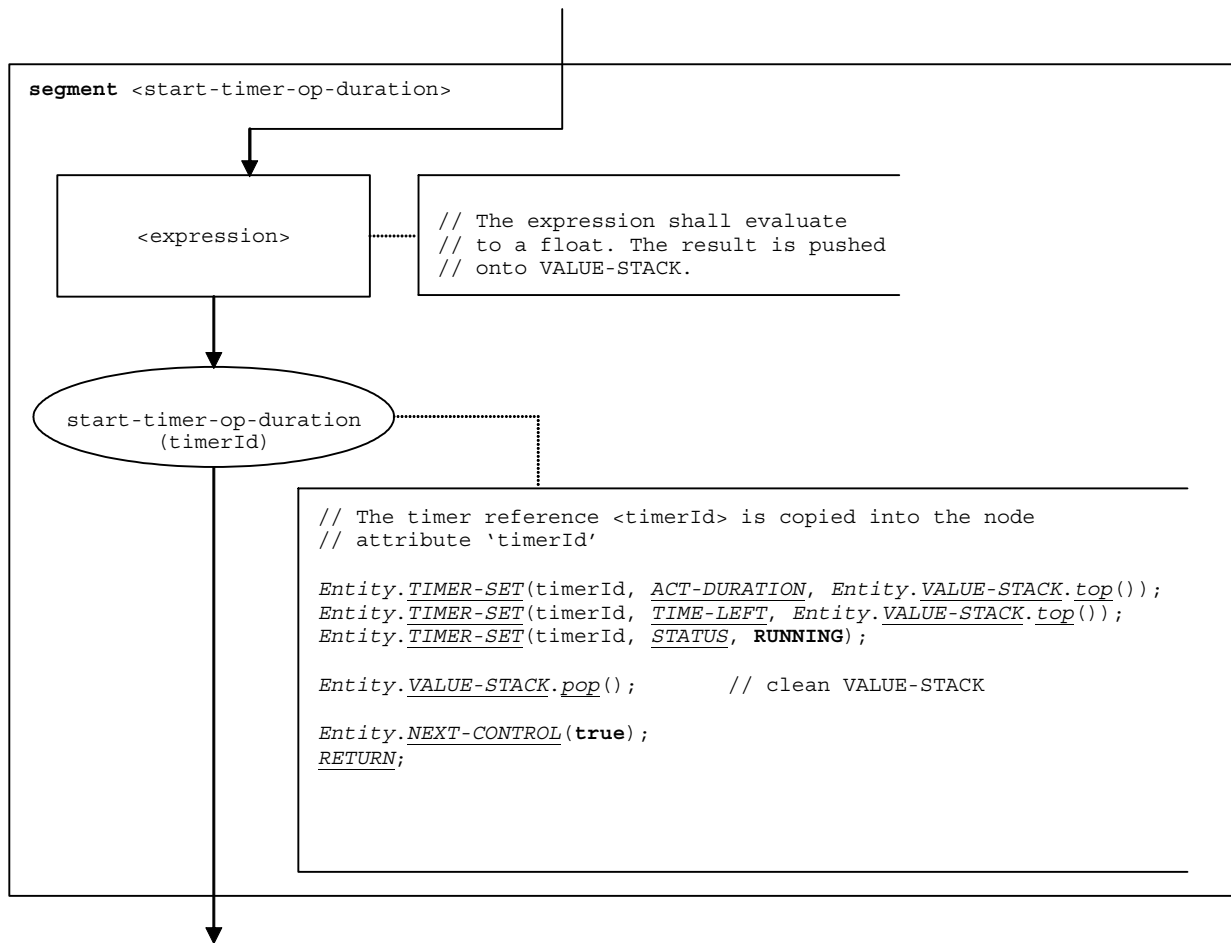 segment <start-timer-op-duration>
<expression>
// The expression shall evaluate
// to a float. The result is pushed
// onto VALUE-STACK.
start-timer-op-duration
(timerId)
// The timer reference <timerId> is copied into the node
// attribute ‘timerId’
Entity.TIMER-SET(timerId, ACT-DURATION, Entity.VALUE-STACK.top());
Entity.TIMER-SET(timerId, TIME-LEFT, Entity.VALUE-STACK.top());
Entity.TIMER-SET(timerId, STATUS, RUNNING);
Entity.VALUE-STACK.pop(); // clean VALUE-STACK
Entity.NEXT-CONTROL(true);
RETURN;